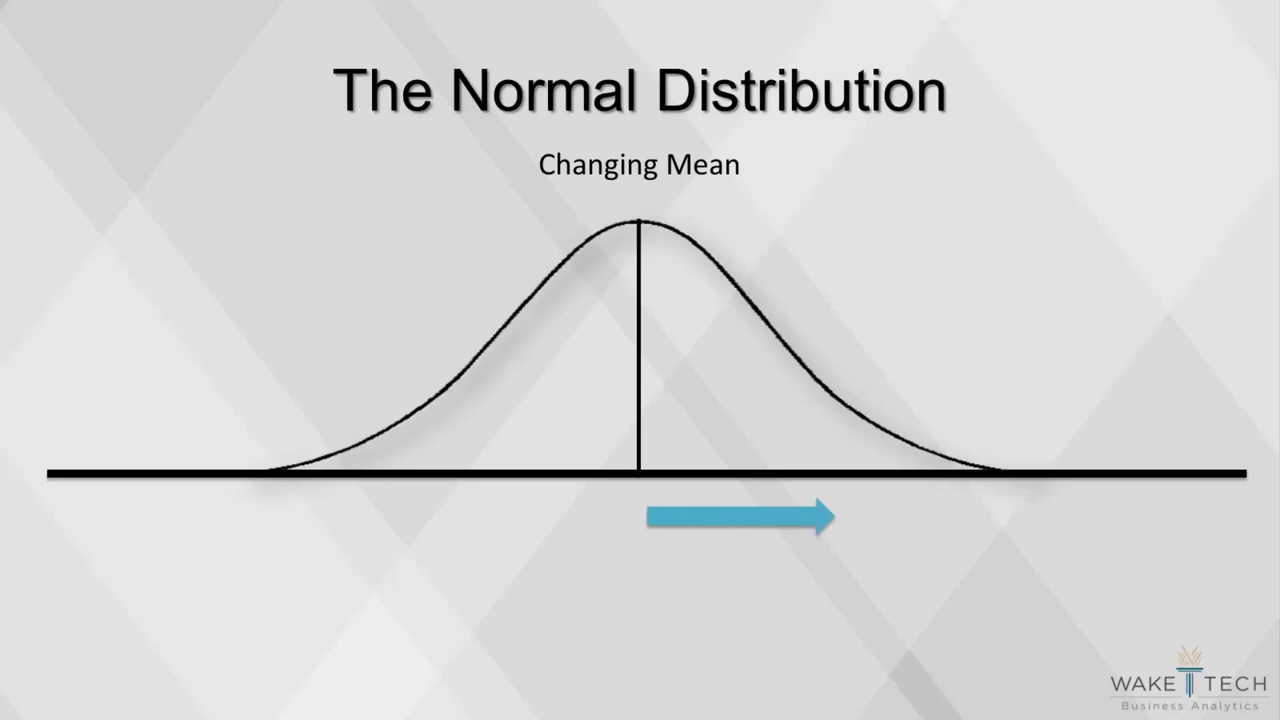 The Normal Distribution
Changing Mean
WAKE TECH
Business Analytics